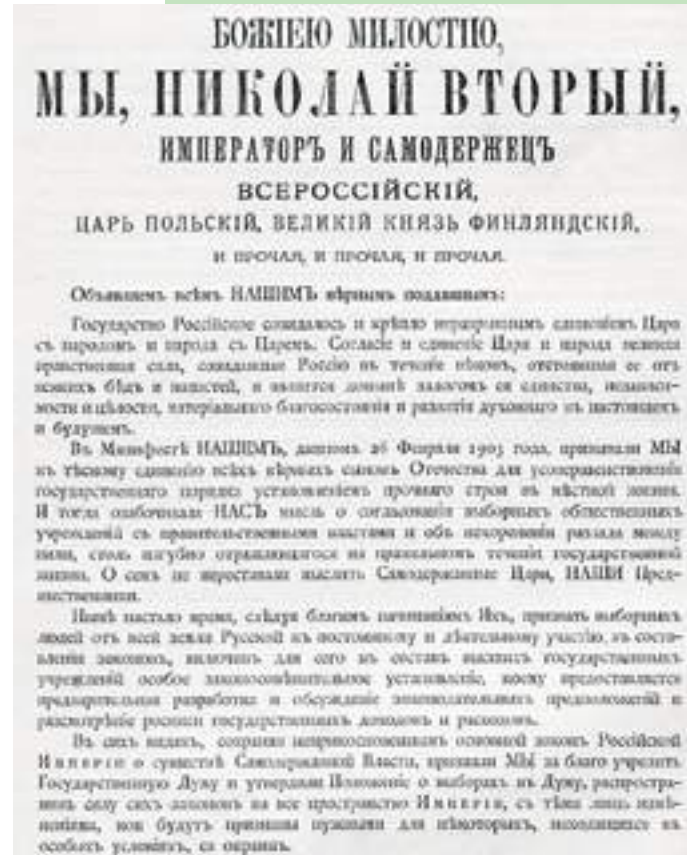 БОЖІЕЮ МИЛОСТІЮ,
МЫ, НИКОЛАЙ ВТОРЫЙ,
ИМПЕРАТОРЪ И САМОДЕРЖЕЦЪ
ВСЕРОССІЙСКІЙ,
ЦАРЬ ПОЛЬСКІЙ, ВЕЛИКІЙ КНЯЗЬ ФИНЛЯНДСКІЙ,
И ПРОЧАЯ, И ПРОЧАЯ, И ПРОЧАЯ.
Объявляемъ всѣмъ НАШИМЪ вѣрнымъ подданнымъ:
Государство Россійское созидалось и крѣпло неразрывнымъ единеніемъ Царя
съ народомъ и народа съ Царемъ. Согласіе и единеніе Царя и народа великая
нравственная сила, созидавшая Россію въ теченіе вѣковъ, отстоявшая ее отъ
всякихъ бѣдъ и напастей, и является донынѣ залогомъ ея единства, независи-
мости и цѣлости, матеріальнаго благосостоянія и развитія духовнаго въ настоящемъ
и будущемъ.
Въ Манифестѣ НАШЕМЪ, данномъ 26 Февраля 1903 года, призывали МЫ
къ тѣсному единенію всѣхъ вѣрныхъ сыновъ Отечества для усовершенствованія
государственнаго порядка установленіемъ прочнаго строя въ мѣстной жизни.
И тогда озабочивала НАСЪ мысль о согласованіи выборныхъ общественныхъ
учрежденій съ правительственными властями и объ искорененіи разлада между
ними, столь пагубно отражающагося на правильномъ теченіи государственной
жизни. О семъ не переставали мыслить Самодержавные Цари, НАШИ Пред-
шественники.
Нынѣ настало время, слѣдуя благимъ начинаніямъ Ихъ, призвать выборныхъ
людей отъ всей земли Русской къ постоянному и дѣятельному участію въ соста-
вленіи законовъ, включивъ для сего въ составъ высшихъ государственныхъ
учрежденій особое законосовѣщательное установленіе, коему предоставляется
предварительная разработка и обсужденіе законодательныхъ предположеній и
разсмотрѣніе росписи государственныхъ доходовъ и расходовъ.
Въ сихъ видахъ, сохраняя неприкосновеннымъ основной законъ Россійской
ИМПЕРІИ о существѣ Самодержавной Власти, признали МЫ за благо учредить
Государственную Думу и утвердили Положеніе о выборахъ въ Думу, распростра-
нивъ силу сихъ законовъ на все пространство ИМПЕРІИ, съ тѣми лишь измѣ-
неніями, кои будутъ признаны нужными для нѣкоторыхъ, находящихся въ
особыхъ условіяхъ, ея окраинъ.